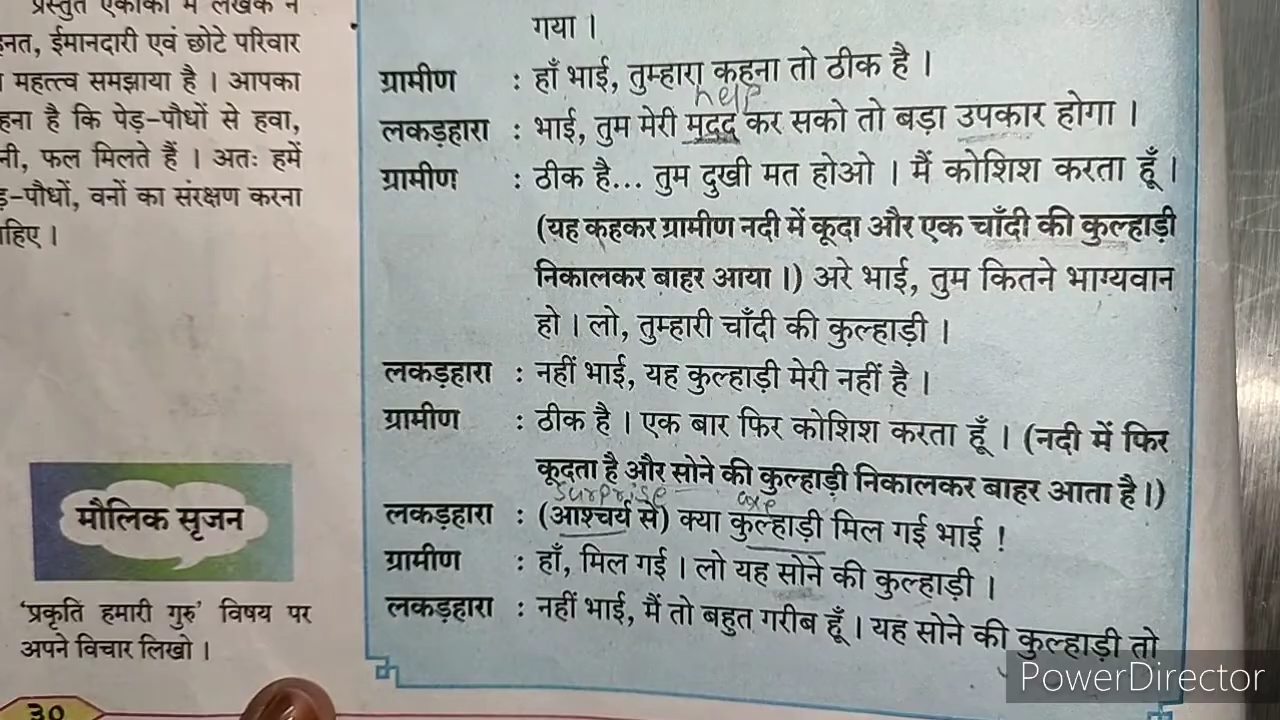 प्रस्तुत एकांकी में लेखक ने
ईमानदारी एवं छोटे परिवार
महत्त्व समझाया है । आपका
है कि पेड़-पौधों से हवा,
फल मिलते हैं । अतः हमें
वनों का संरक्षण करना
मौलिक सृजन
‘प्रकृति हमारी गुरु’ विषय पर
अपने विचार लिखो ।
30
गया ।
ग्रामीण : हाँ भाई, तुम्हारा कहना तो ठीक है ।
help
लकड़हारा : भाई, तुम मेरी मदद कर सको तो बड़ा उपकार होगा ।
ग्रामीण : ठीक है... तुम दुखी मत होओ । मैं कोशिश करता हूँ ।
(यह कहकर ग्रामीण नदी में कूदा और एक चाँदी की कुल्हाड़ी
निकालकर बाहर आया ।) अरे भाई, तुम कितने भाग्यवान
हो । लो, तुम्हारी चाँदी की कुल्हाड़ी ।
लकड़हारा : नहीं भाई, यह कुल्हाड़ी मेरी नहीं है ।
ग्रामीण : ठीक है । एक बार फिर कोशिश करता हूँ । (नदी में फिर
कूदता है और सोने की कुल्हाड़ी निकालकर बाहर आता है ।)
surprise axe
लकड़हारा : (आश्चर्य से) क्या कुल्हाड़ी मिल गई भाई !
ग्रामीण : हाँ, मिल गई । लो यह सोने की कुल्हाड़ी ।
लकड़हारा : नहीं भाई, मैं तो बहुत गरीब हूँ । यह सोने की कुल्हाड़ी तो
PowerDirector